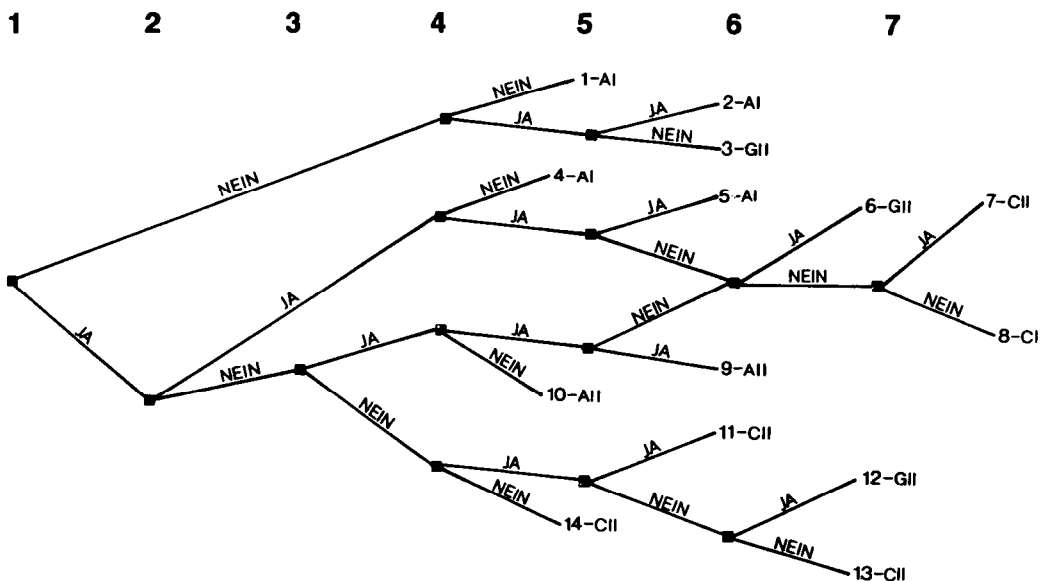 1 2 3 4 5 6 7
NEIN 1-AI
JA JA 2-AI
NEIN 3-GII
NEIN
NEIN 4-AI
JA JA 5-AI
NEIN JA 6-GII
JA 7-CII
NEIN
NEIN 8-CI
JA
JA
NEIN
JA JA NEIN
JA 9-AII
NEIN 10-AII
NEIN
JA JA 11-CII
NEIN 14-CII
NEIN JA 12-GII
NEIN 13-CII